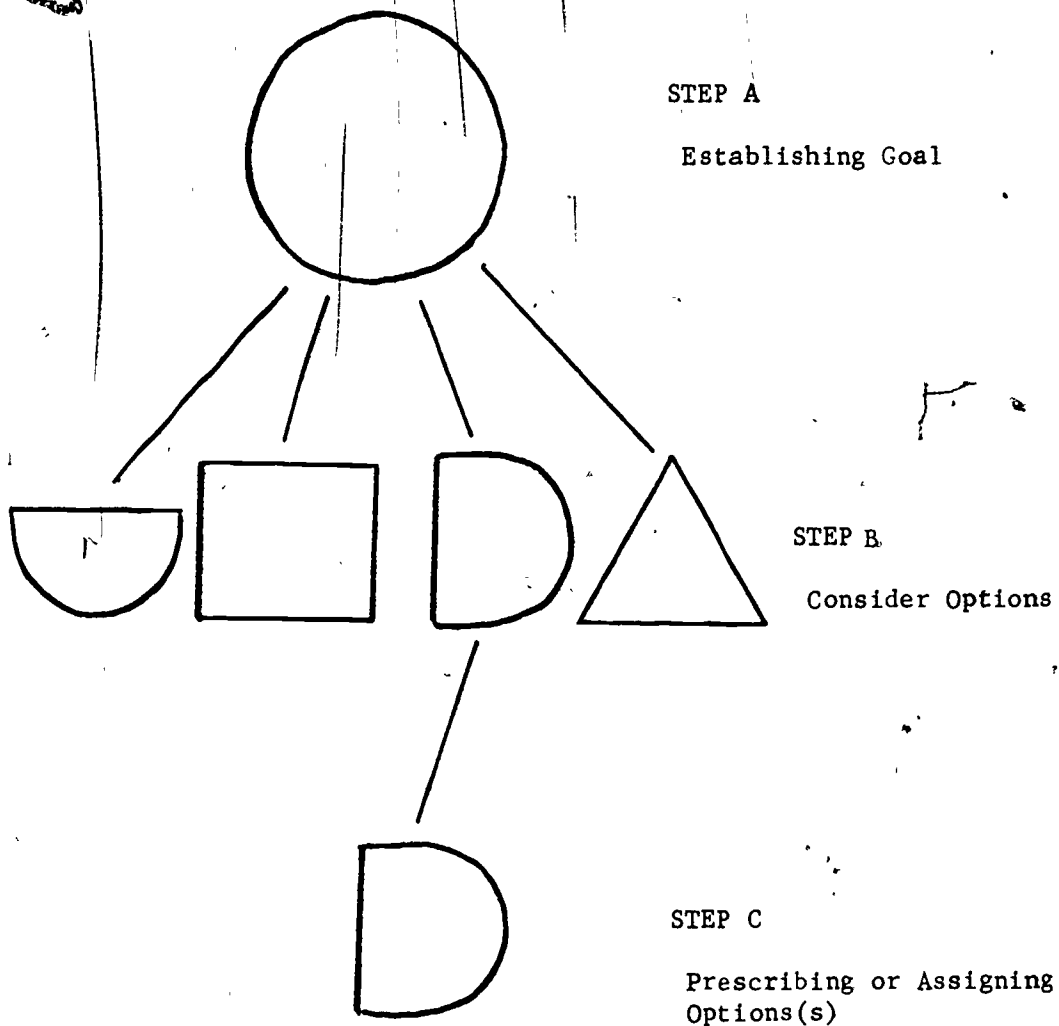 STEP A
Establishing Goal
STEP B
Consider Options
STEP C
Prescribing or Assigning
Options(s)